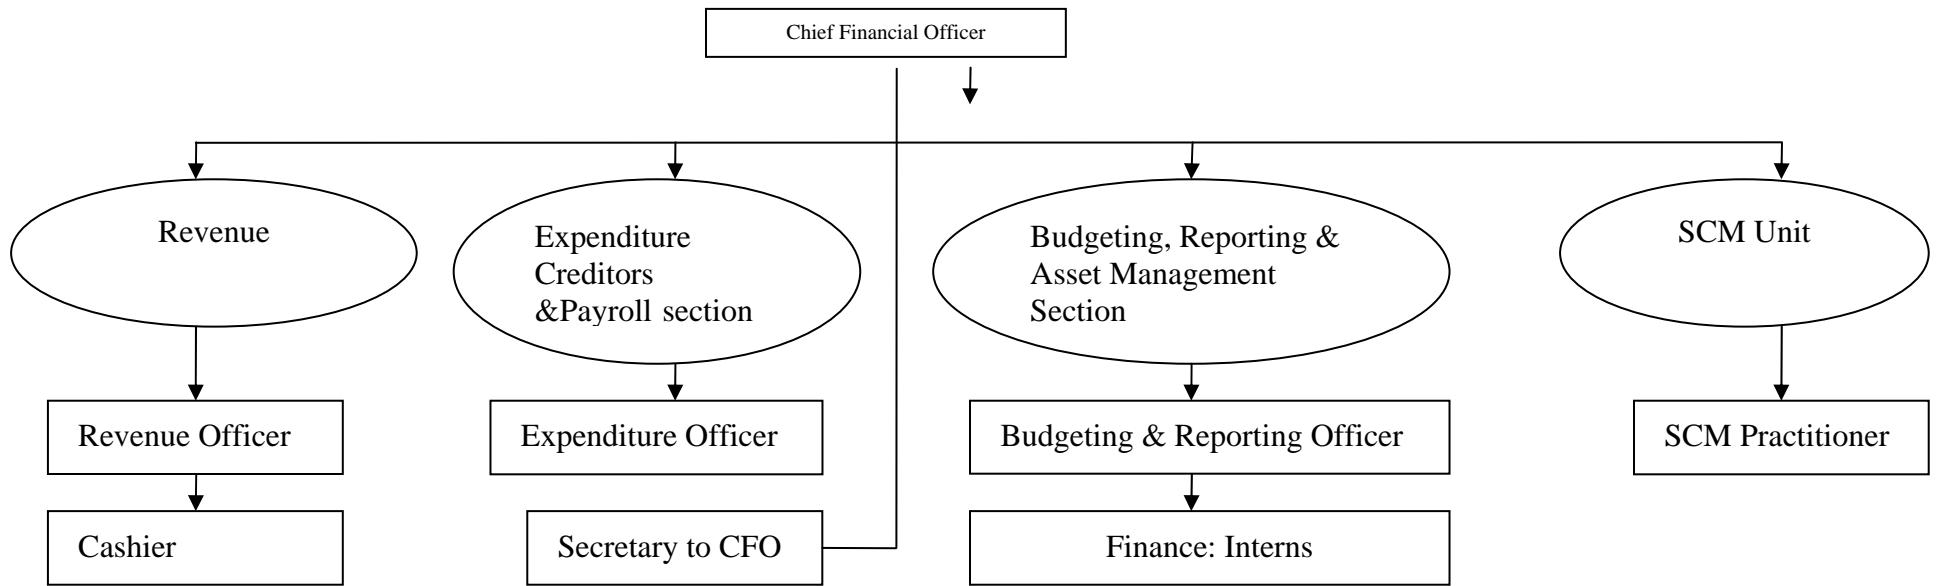 Chief Financial Officer
Revenue
Expenditure
Creditors
&Payroll section
Budgeting, Reporting &
Asset Management
Section
SCM Unit
Revenue Officer
Expenditure Officer
Budgeting & Reporting Officer
SCM Practitioner
Cashier
Secretary to CFO
Finance: Interns